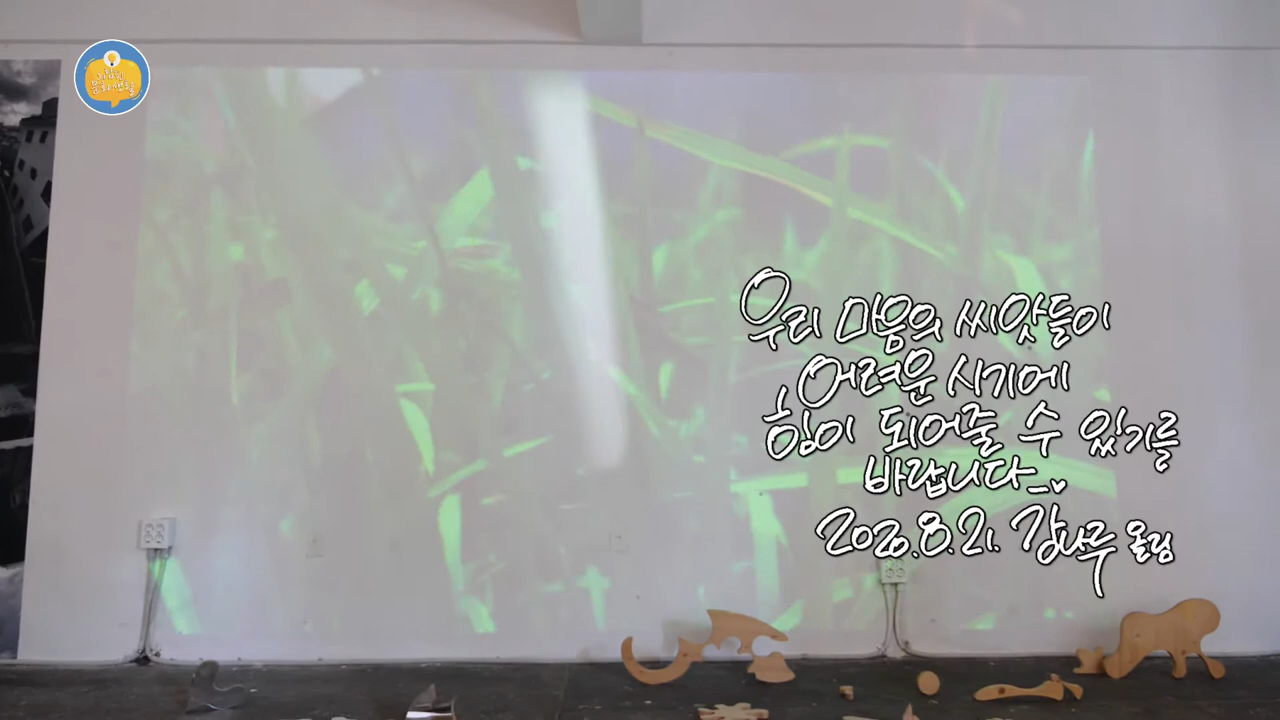 우리 마음의 씨앗들이
어려운 시기에
힘이 되어줄 수 있기를
바랍니다_♥
2020.8.21. 강나루 올림